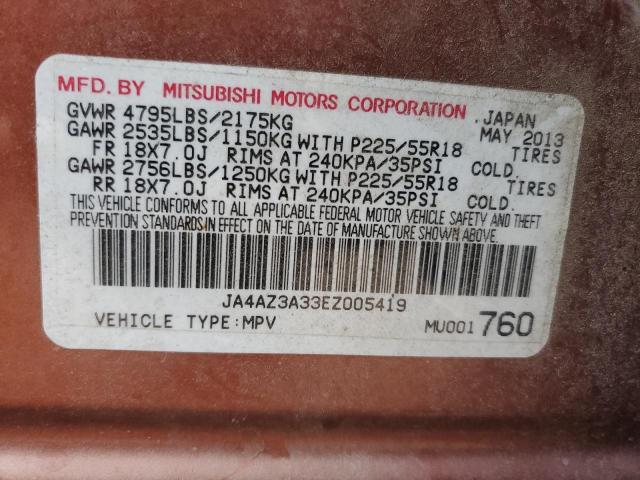 MFD. BY MITSUBISHI MOTORS CORPORATION, JAPAN
GVWR 4795LBS/2175KG MAY 2013
GAWR 2535LBS/1150KG WITH P225/55R18 TIRES
FR 18X7.0J RIMS AT 240KPA/35PSI COLD.
GAWR 2756LBS/1250KG WITH P225/55R18 TIRES
RR 18X7.0J RIMS AT 240KPA/35PSI COLD.
THIS VEHICLE CONFORMS TO ALL APPLICABLE FEDERAL MOTOR VEHICLE SAFETY AND THEFT
PREVENTION STANDARDS IN EFFECT ON THE DATE OF MANUFACTURE SHOWN ABOVE.
JA4AZ3A33EZ005419
VEHICLE TYPE:MPV MU001760